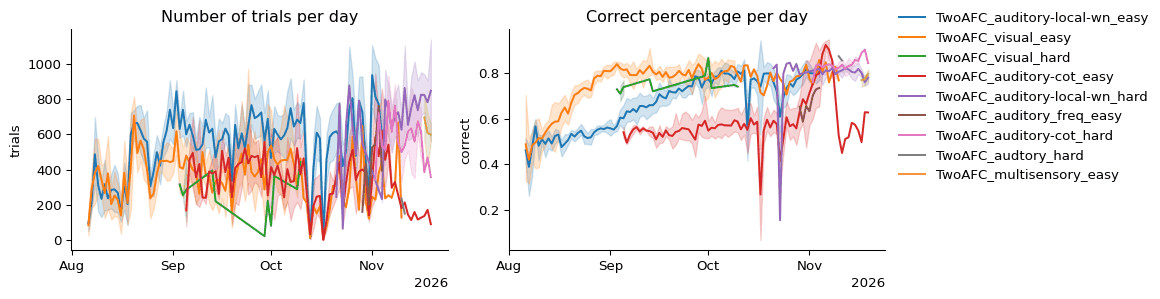 Number of trials per day
trials
1000
800
600
400
200
0
Aug
Sep
Oct
Nov
2026
Correct percentage per day
correct
0.8
0.6
0.4
0.2
Aug
Sep
Oct
Nov
2026
TwoAFC_auditory-local-wn_easy
TwoAFC_visual_easy
TwoAFC_visual_hard
TwoAFC_auditory-cot_easy
TwoAFC_auditory-local-wn_hard
TwoAFC_auditory_freq_easy
TwoAFC_auditory-cot_hard
TwoAFC_audtory_hard
TwoAFC_multisensory_easy